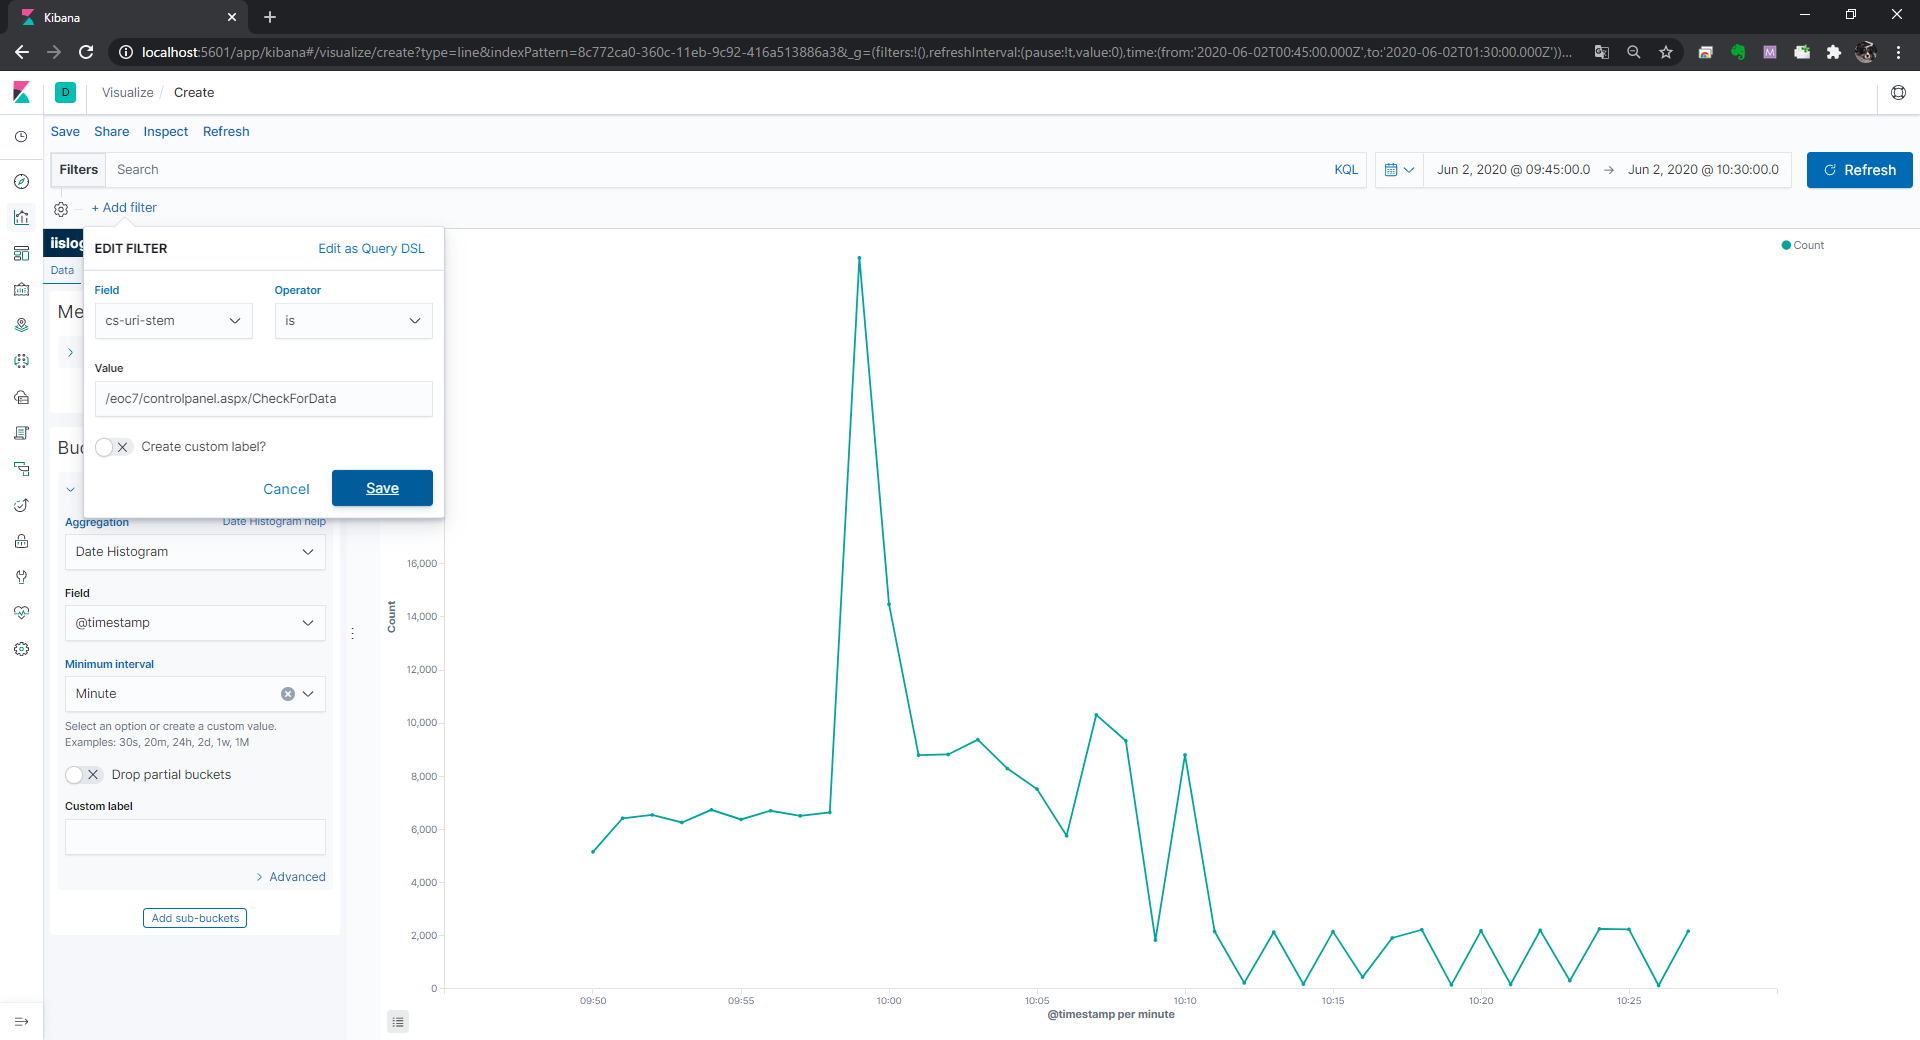 Kibana
localhost:5601/app/kibana#/visualize/create?type=line&indexPattern=8c772ca0-360c-11eb-9c92-416a513886a3&_g=(filters:!(),refreshInterval:(pause:!t,value:0),time:(from:'2020-06-02T00:45:00.000Z',to:'2020-06-02T01:30:00.000Z'))...
D
Visualize / Create
Save Share Inspect Refresh
Filters Search KQL
Jun 2, 2020 @ 09:45:00.0 → Jun 2, 2020 @ 10:30:00.0
Refresh
+ Add filter
iislog
Data
Me
Bu
EDIT FILTER
Edit as Query DSL
Field
Operator
cs-uri-stem
is
Value
/eoc7/controlpanel.aspx/CheckForData
Create custom label?
Cancel
Save
Aggregation
Date Histogram help
Date Histogram
Field
@timestamp
Minimum interval
Minute
Select an option or create a custom value.
Examples: 30s, 20m, 24h, 2d, 1w, 1M
Drop partial buckets
Custom label
Advanced
Add sub-buckets
Count
Count
16,000
14,000
12,000
10,000
8,000
6,000
4,000
2,000
0
09:50 09:55 10:00 10:05 10:10 10:15 10:20 10:25
@timestamp per minute